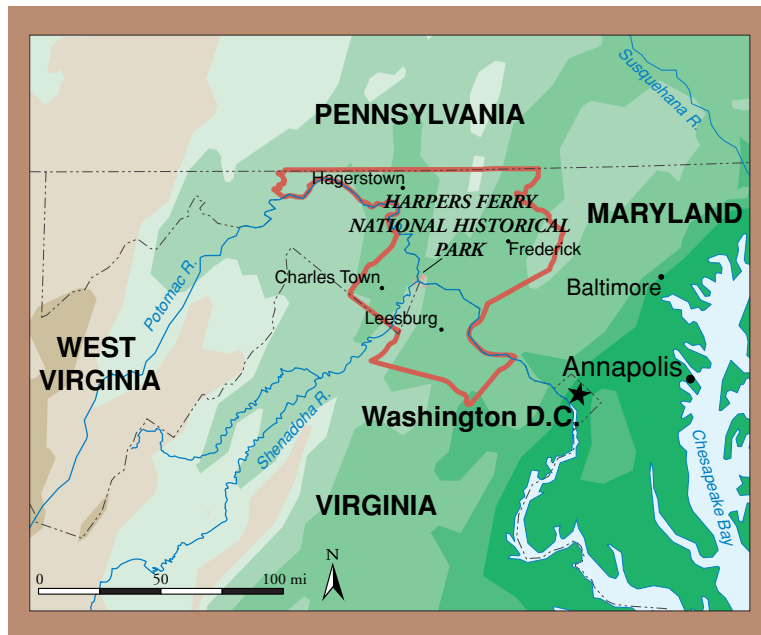 Susquehana R.
PENNSYLVANIA
Hagerstown
HARPERS FERRY
NATIONAL HISTORICAL
PARK
MARYLAND
Frederick
Potomac R.
Charles Town
Baltimore
Leesburg
WEST
VIRGINIA
Annapolis
Washington D.C.
Shenadoha R.
Chesapeake Bay
VIRGINIA
N
0 50 100 mi